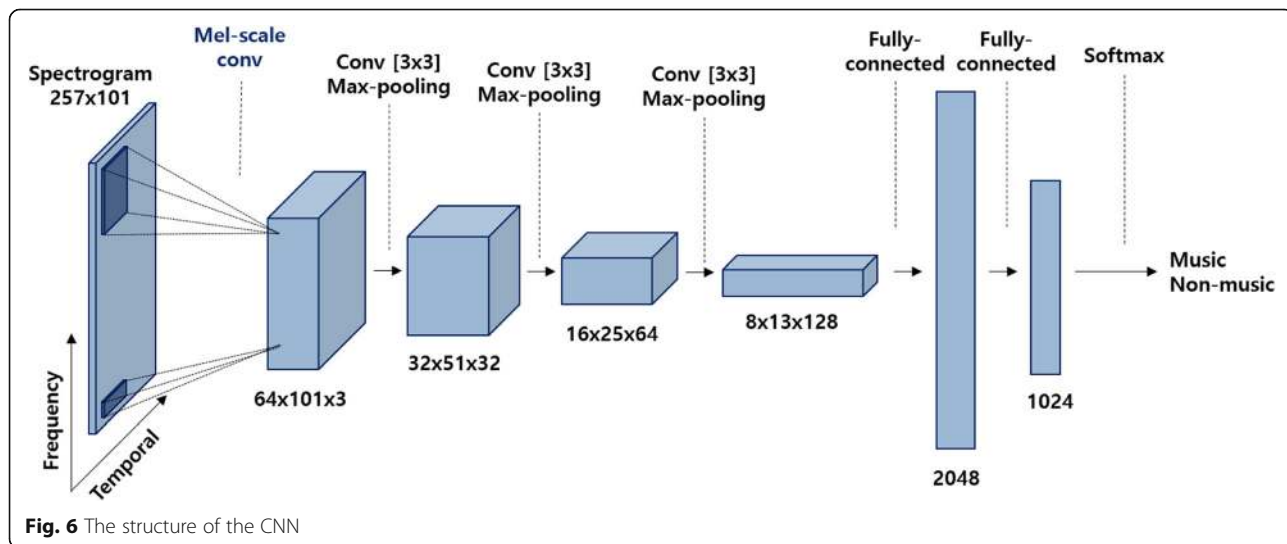 Mel-scale
conv
Spectrogram
257x101
Conv [3x3]
Max-pooling
Conv [3x3]
Max-pooling
Conv [3x3]
Max-pooling
Fully-
connected
Fully-
connected
Softmax
Frequency
Temporal
64x101x3
32x51x32
16x25x64
8x13x128
2048
1024
Music
Non-music
Fig. 6 The structure of the CNN